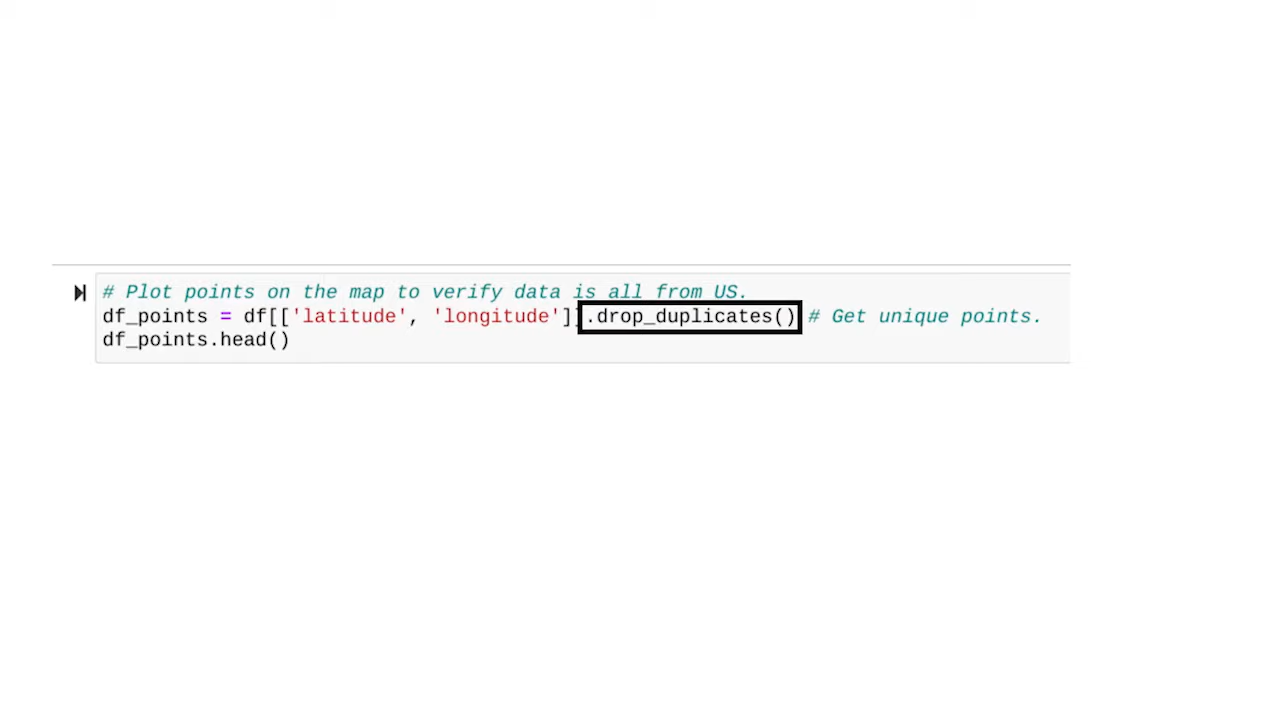 # Plot points on the map to verify data is all from US.
df_points = df[['latitude', 'longitude']].drop_duplicates() # Get unique points.
df_points.head()